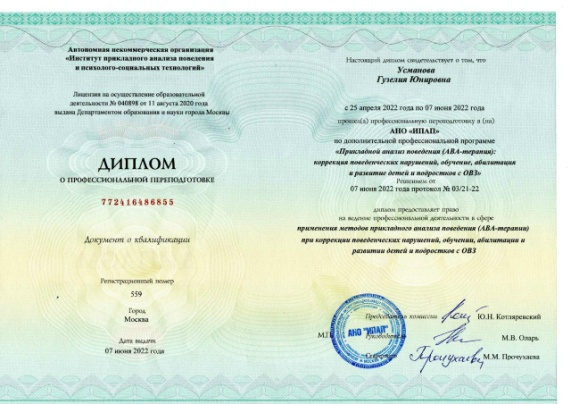 Автономная некоммерческая организация
«Институт прикладного анализа поведения
и психолого-социальных технологий»
Лицензия на осуществление образовательной
деятельности № 040898 от 11 августа 2020 года
выдана Департаментом образования и науки города Москвы
ДИПЛОМ
О ПРОФЕССИОНАЛЬНОЙ ПЕРЕПОДГОТОВКЕ
772416486855
Документ о квалификации
Регистрационный номер
559
Город
Москва
Дата выдачи
07 июня 2022 года
Настоящий диплом свидетельствует о том, что
Усманова
Гузелия Юнировна
с 25 апреля 2022 года по 07 июня 2022 года
прошел(а) профессиональную переподготовку в (на)
АНО «ИПАП»
по дополнительной профессиональной программе
«Прикладной анализ поведения (АВА-терапия):
коррекция поведенческих нарушений, обучение, абилитация
и развитие детей и подростков с ОВЗ»
Решением от
07 июня 2022 года протокол № 03/21-22
диплом предоставляет право
на ведение профессиональной деятельности в сфере
применения методов прикладного анализа поведения (АВА-терапии)
при коррекции поведенческих нарушений, обучении, абилитации и
развитии детей и подростков с ОВЗ
Председатель комиссии Ю.Н. Котляревский
М.П. Руководитель М.В. Оларь
Секретарь М.М. Прочухаева
АНО "ИПАП"